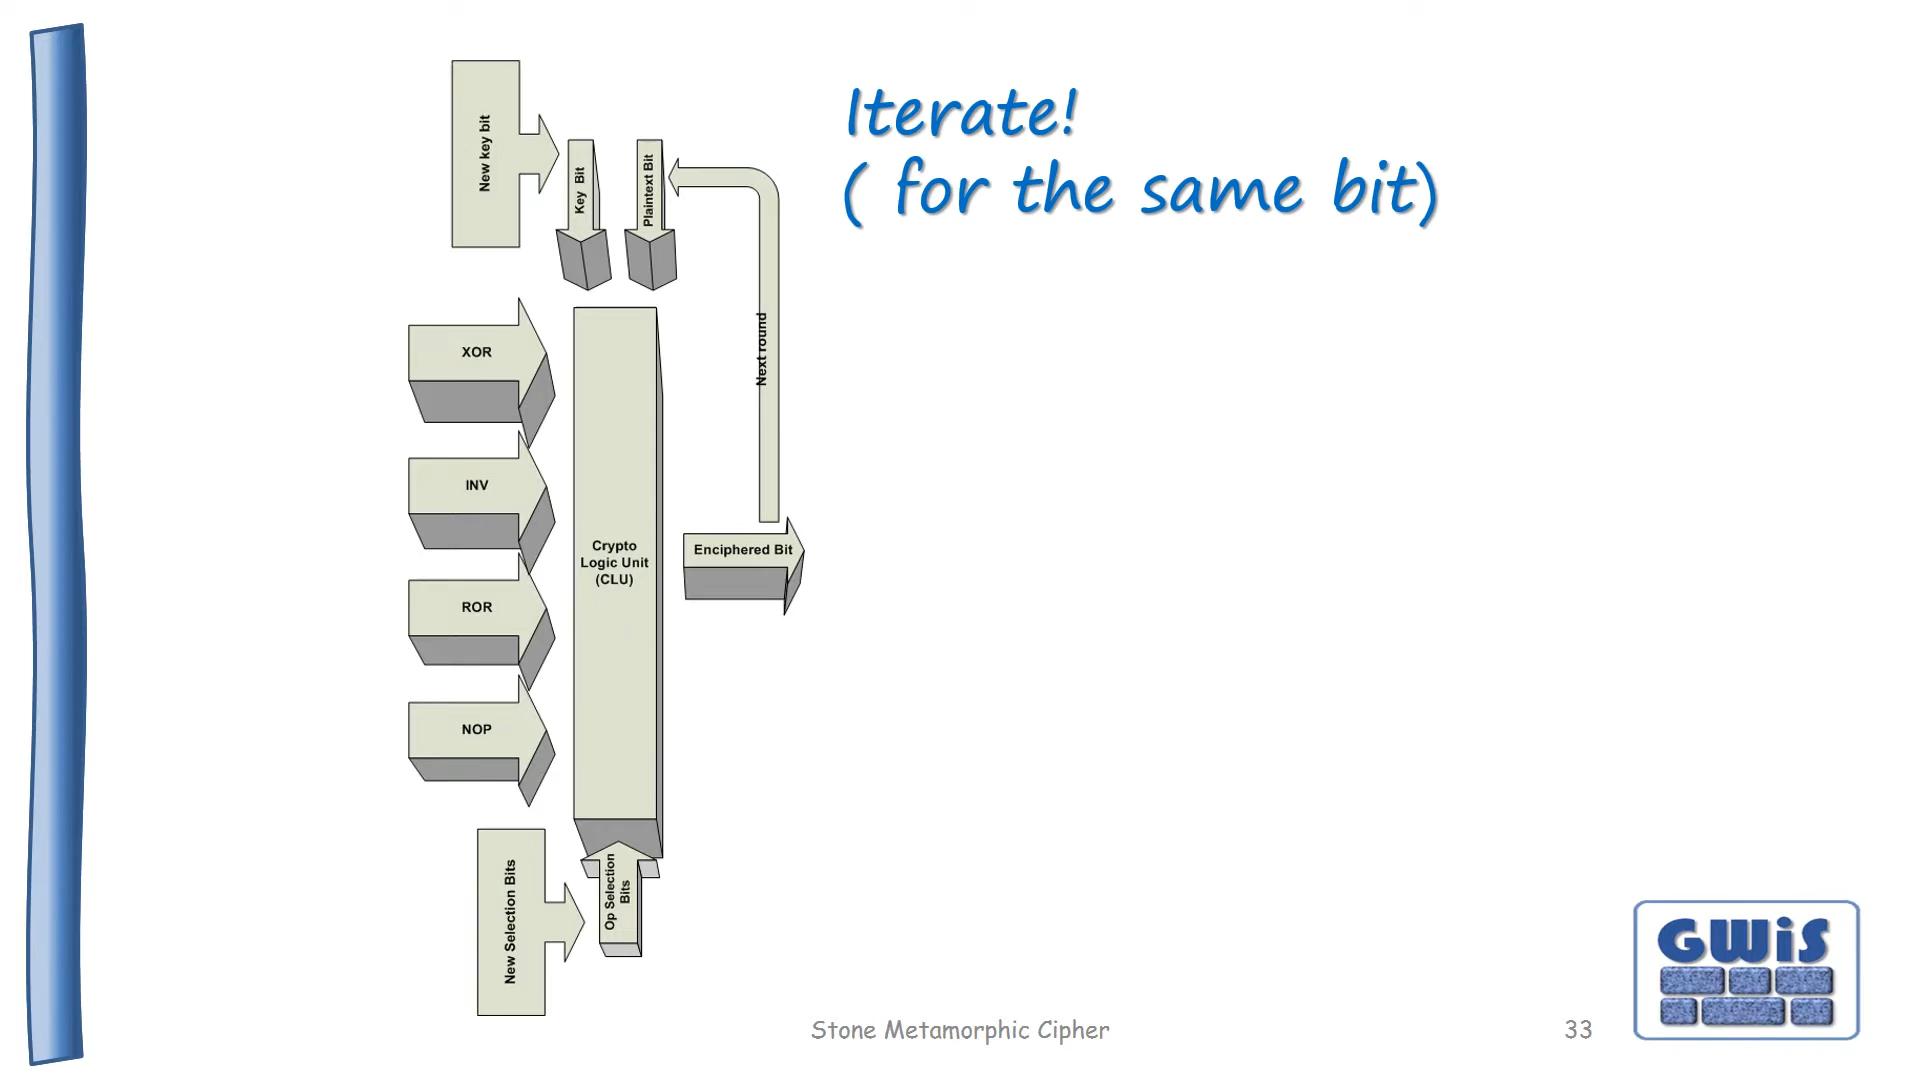 Iterate!
( for the same bit)
New key bit
Key Bit
Plaintext Bit
XOR
INV
ROR
NOP
Crypto
Logic Unit
(CLU)
Next round
Enciphered Bit
New Selection Bits
Op Selection
Bits
Stone Metamorphic Cipher
33
GWiS